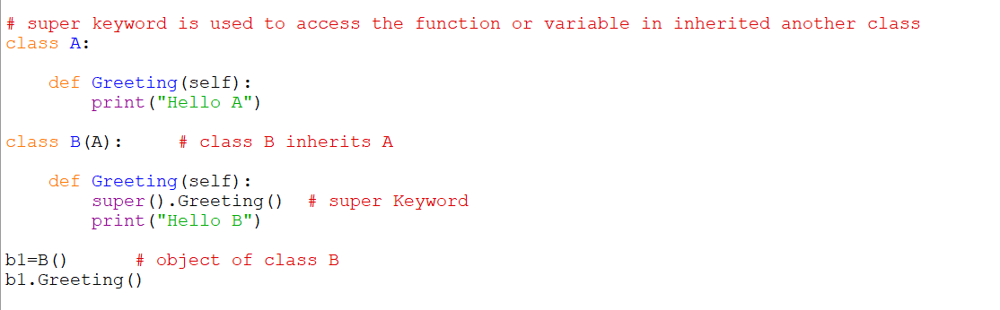 # super keyword is used to access the function or variable in inherited another class
class A:
    def Greeting(self):
        print("Hello A")
class B(A):     # class B inherits A
    def Greeting(self):
        super().Greeting()  # super Keyword
        print("Hello B")
b1=B()      # object of class B
b1.Greeting()